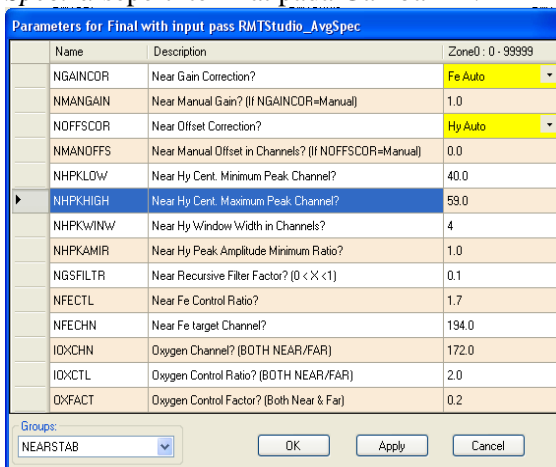 Parameters for Final with input pass RMTStudio_AvgSpec
Name Description Zone0 : 0 - 99999
NGAINCOR Near Gain Correction? Fe Auto
NMANGAIN Near Manual Gain? (If NGAINCOR=Manual) 1.0
NOFFSCOR Near Offset Correction? Hy Auto
NMANOFFS Near Manual Offset in Channels? (If NOFFSCOR=Manual) 0.0
NHPKLOW Near Hy Cent. Minimum Peak Channel? 40.0
NHPKHIGH Near Hy Cent. Maximum Peak Channel? 59.0
NHPKWINW Near Hy Window Width in Channels? 4
NHPKAMIR Near Hy Peak Amplitude Minimum Ratio? 1.0
NGSFILTR Near Recursive Filter Factor? (0 < X <1) 0.1
NFECTL Near Fe Control Ratio? 1.7
NFECHN Near Fe target Channel? 194.0
IOXCHN Oxygen Channel? (BOTH NEAR/FAR) 172.0
IOXCTL Oxygen Control Ratio? (BOTH NEAR/FAR) 2.0
OXFACT Oxygen Control Factor? (Both Near & Far) 0.2
Groups:
NEARSTAB OK Apply Cancel